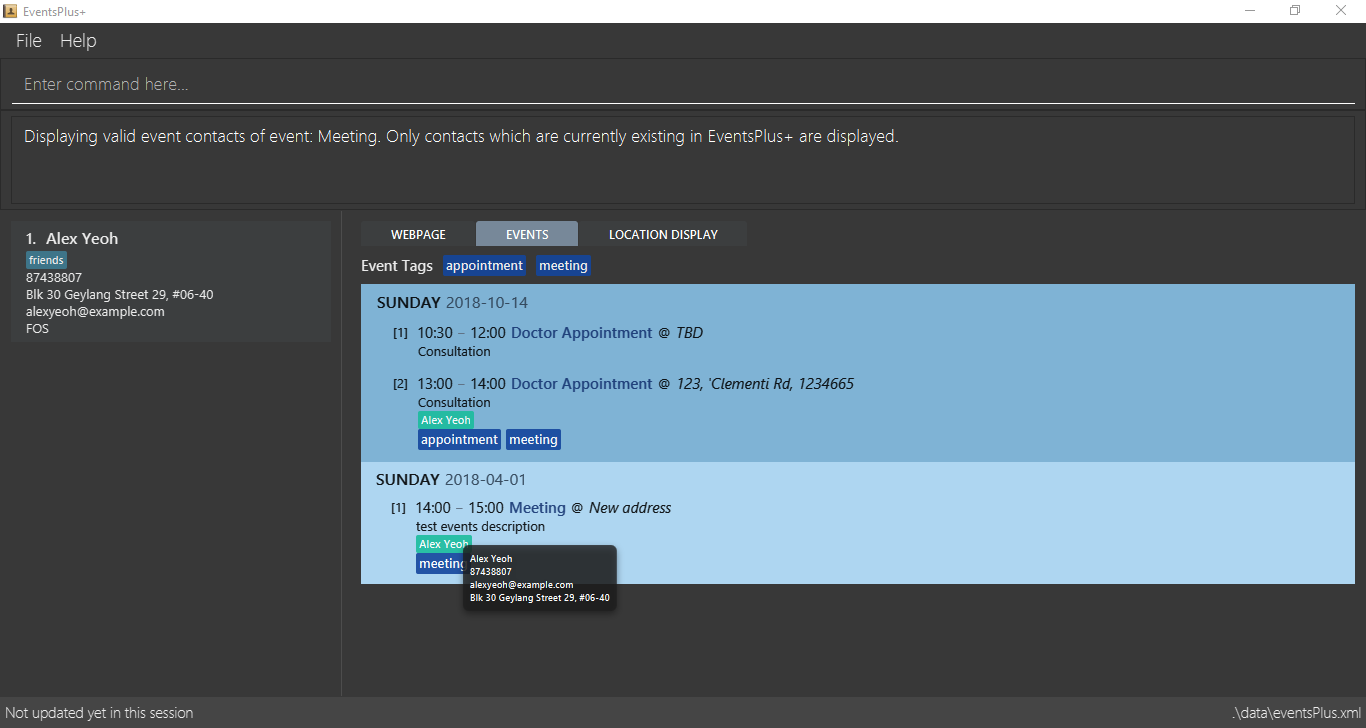 EventsPlus+
File Help
Enter command here...
Displaying valid event contacts of event: Meeting. Only contacts which are currently existing in EventsPlus+ are displayed.
1. Alex Yeoh
friends
87438807
Blk 30 Geylang Street 29, #06-40
alexyeoh@example.com
FOS
WEBPAGE EVENTS LOCATION DISPLAY
Event Tags appointment meeting
SUNDAY 2018-10-14
[1] 10:30 – 12:00 Doctor Appointment @ TBD
Consultation
[2] 13:00 – 14:00 Doctor Appointment @ 123, 'Clementi Rd, 1234665
Consultation
Alex Yeoh
appointment meeting
SUNDAY 2018-04-01
[1] 14:00 – 15:00 Meeting @ New address
test events description
Alex Yeoh
meeting
Alex Yeoh
87438807
alexyeoh@example.com
Blk 30 Geylang Street 29, #06-40
Not updated yet in this session
.\data\eventsPlus.xml